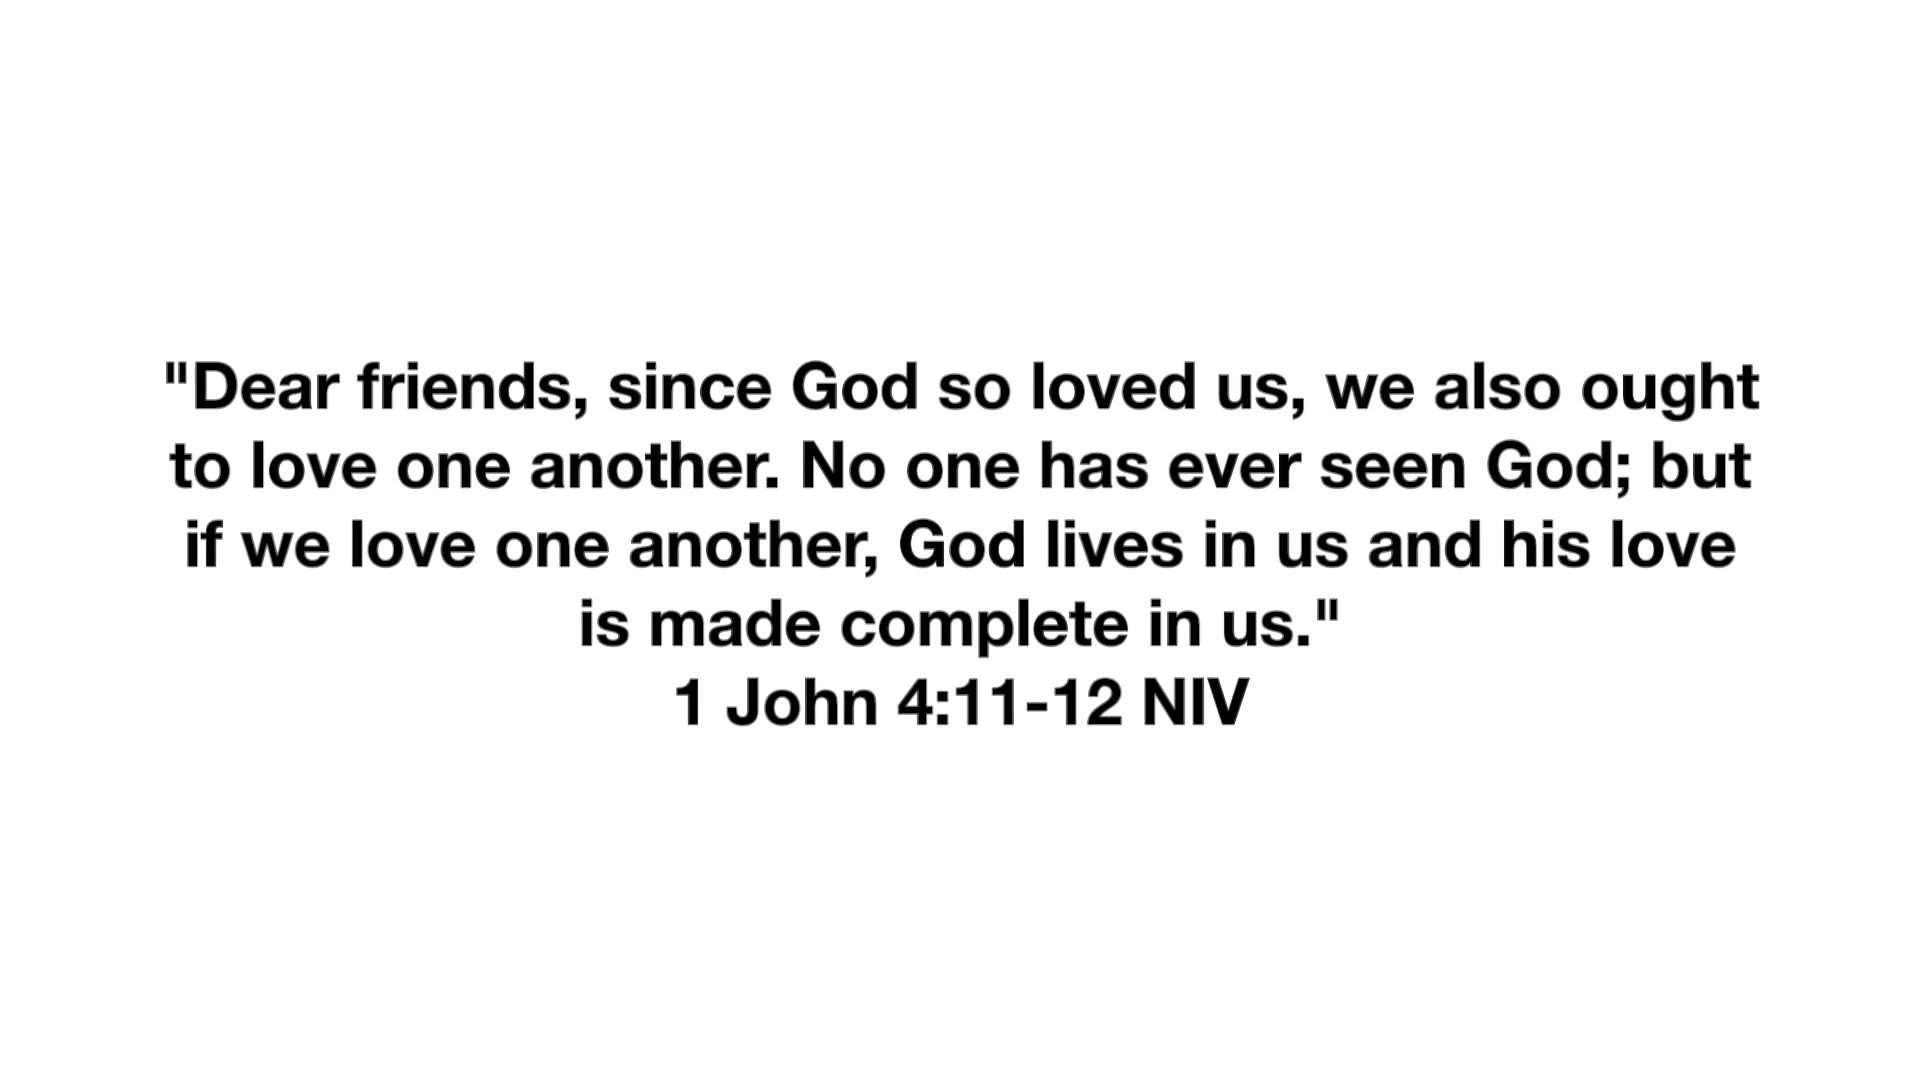 "Dear friends, since God so loved us, we also ought
to love one another. No one has ever seen God; but
if we love one another, God lives in us and his love
is made complete in us."
1 John 4:11-12 NIV